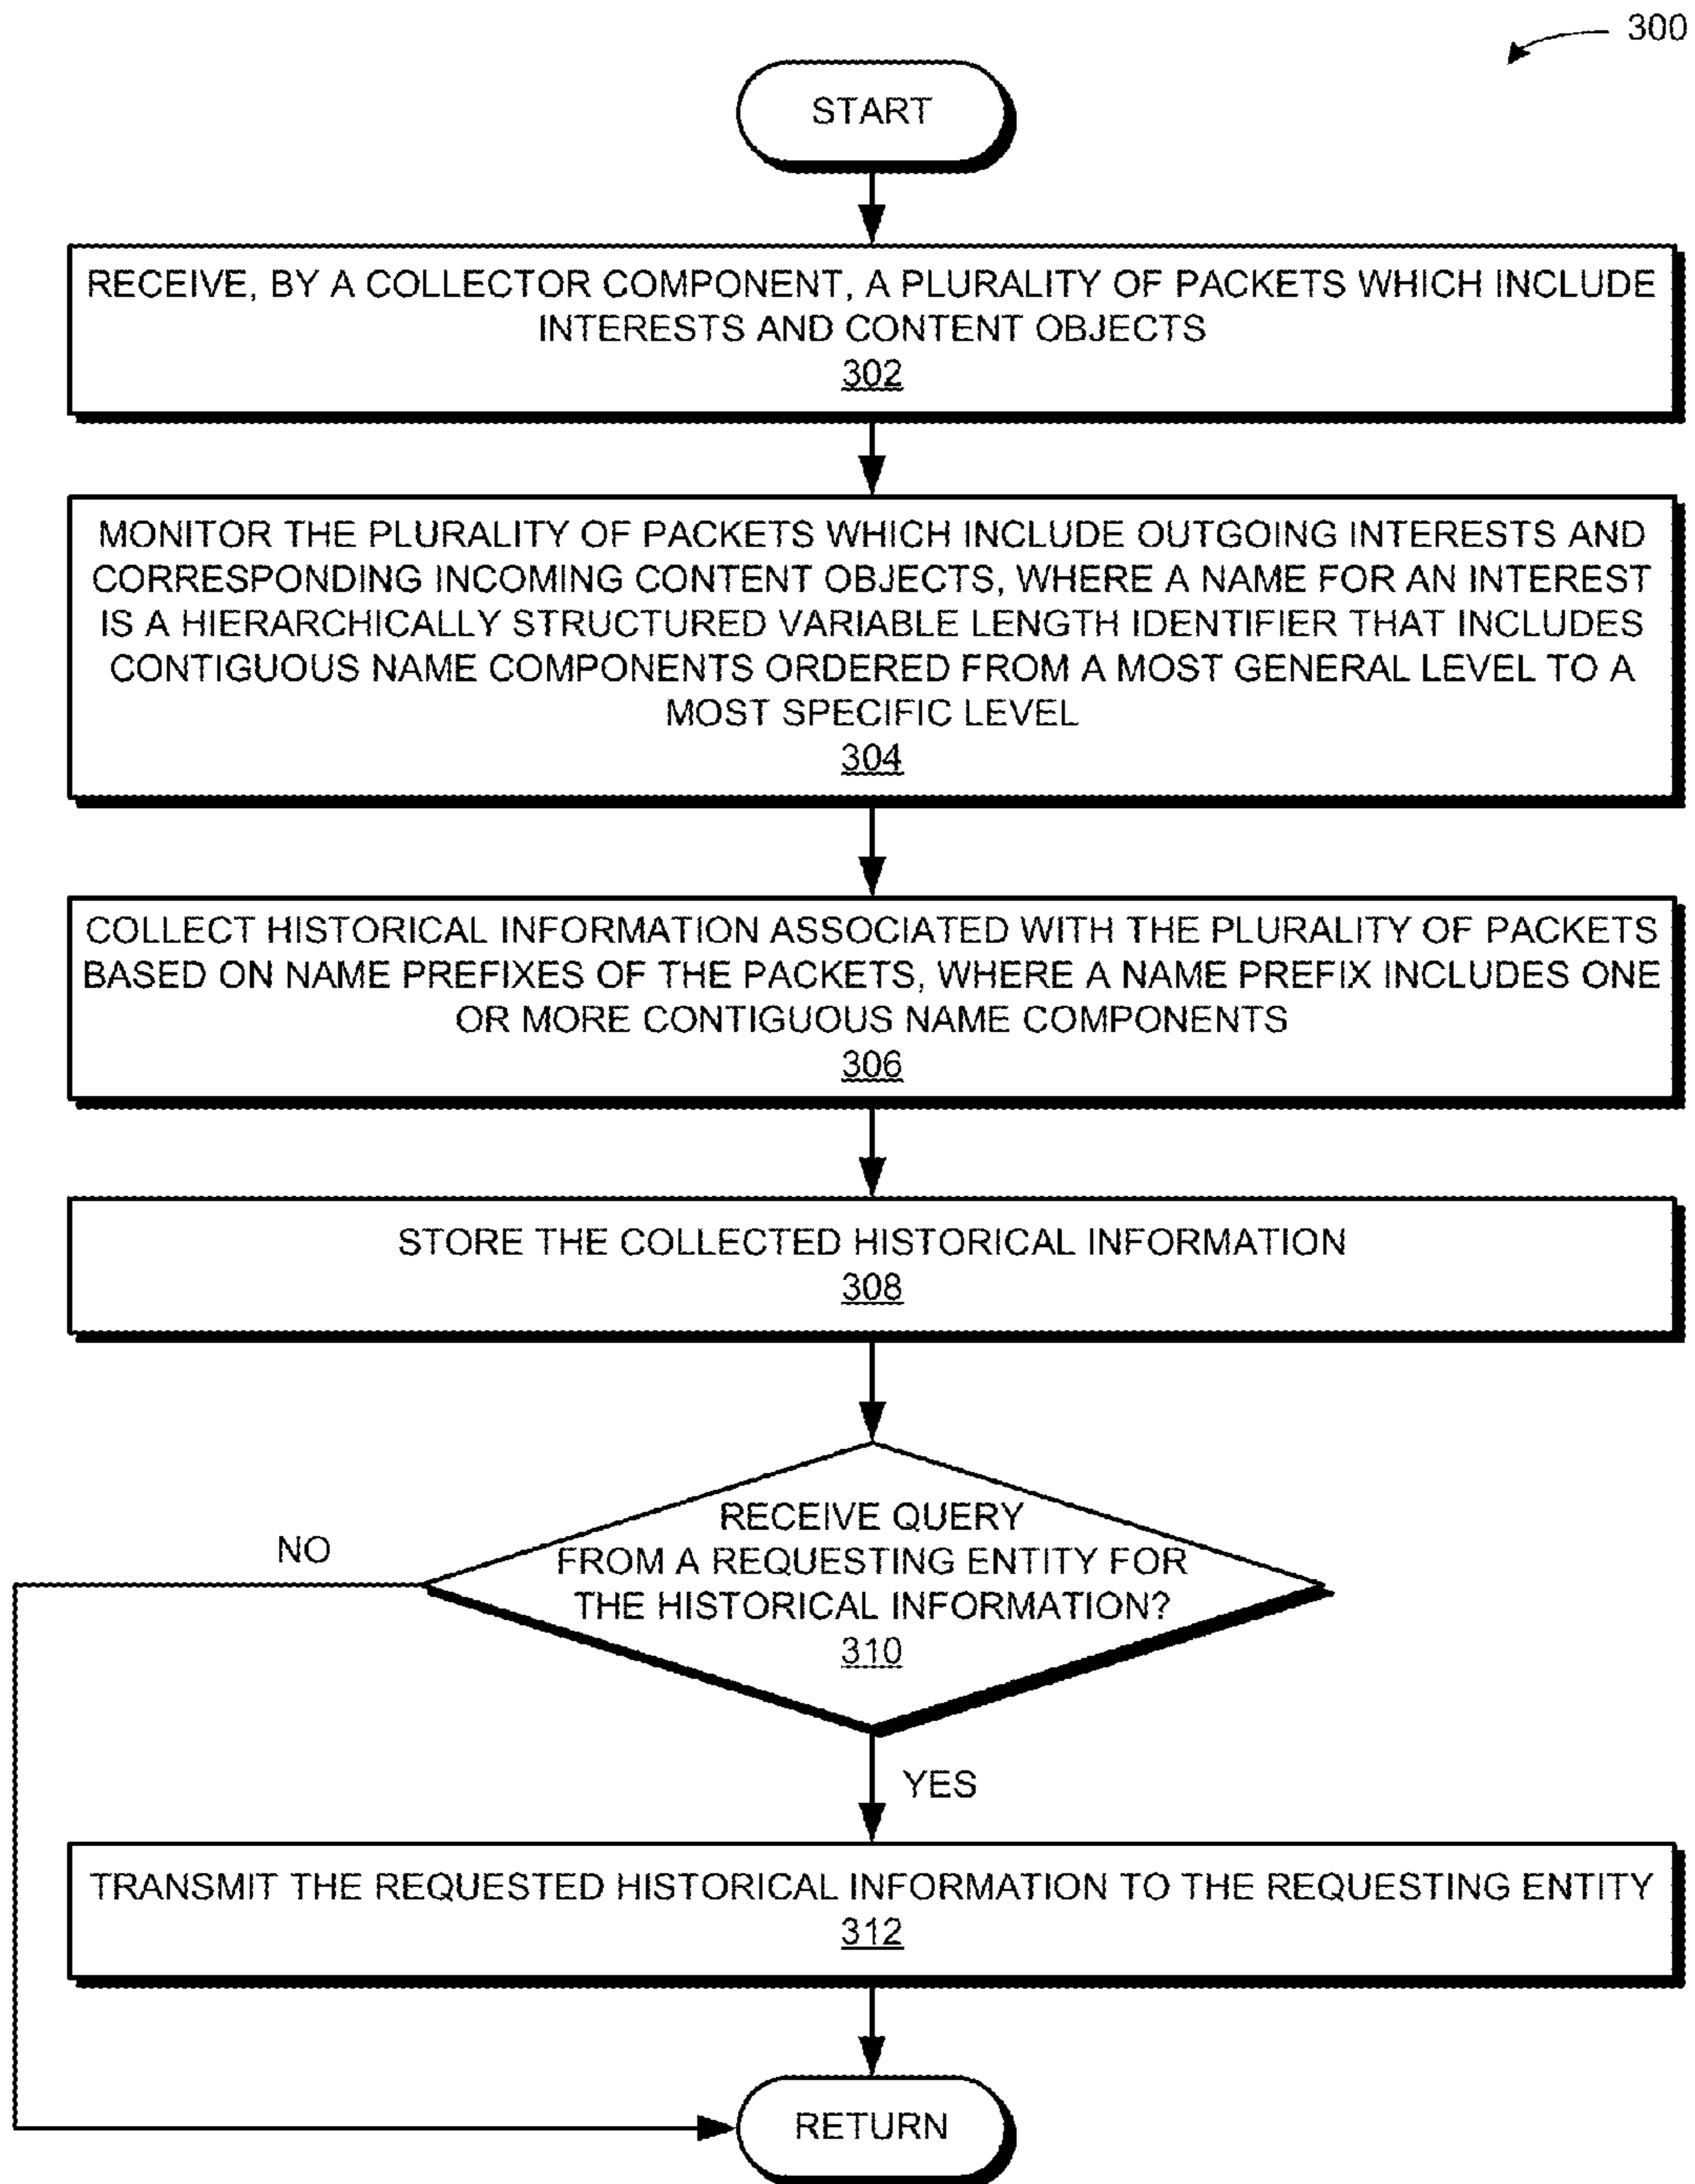 300
START
RECEIVE, BY A COLLECTOR COMPONENT, A PLURALITY OF PACKETS WHICH INCLUDE
INTERESTS AND CONTENT OBJECTS
302
MONITOR THE PLURALITY OF PACKETS WHICH INCLUDE OUTGOING INTERESTS AND
CORRESPONDING INCOMING CONTENT OBJECTS, WHERE A NAME FOR AN INTEREST
IS A HIERARCHICALLY STRUCTURED VARIABLE LENGTH IDENTIFIER THAT INCLUDES
CONTIGUOUS NAME COMPONENTS ORDERED FROM A MOST GENERAL LEVEL TO A
MOST SPECIFIC LEVEL
304
COLLECT HISTORICAL INFORMATION ASSOCIATED WITH THE PLURALITY OF PACKETS
BASED ON NAME PREFIXES OF THE PACKETS, WHERE A NAME PREFIX INCLUDES ONE
OR MORE CONTIGUOUS NAME COMPONENTS
306
STORE THE COLLECTED HISTORICAL INFORMATION
308
RECEIVE QUERY
FROM A REQUESTING ENTITY FOR
THE HISTORICAL INFORMATION?
310
NO
YES
TRANSMIT THE REQUESTED HISTORICAL INFORMATION TO THE REQUESTING ENTITY
312
RETURN